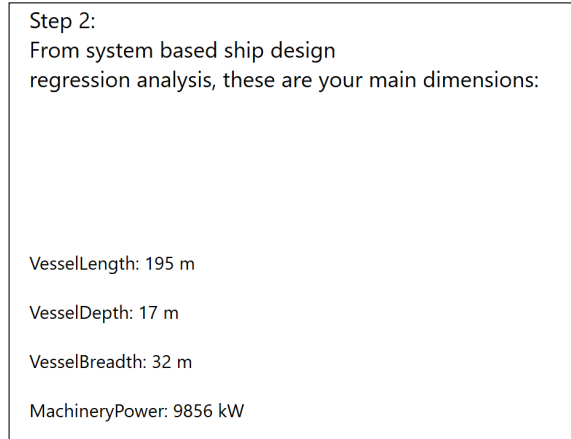 Step 2:
From system based ship design
regression analysis, these are your main dimensions:
VesselLength: 195 m
VesselDepth: 17 m
VesselBreadth: 32 m
MachineryPower: 9856 kW